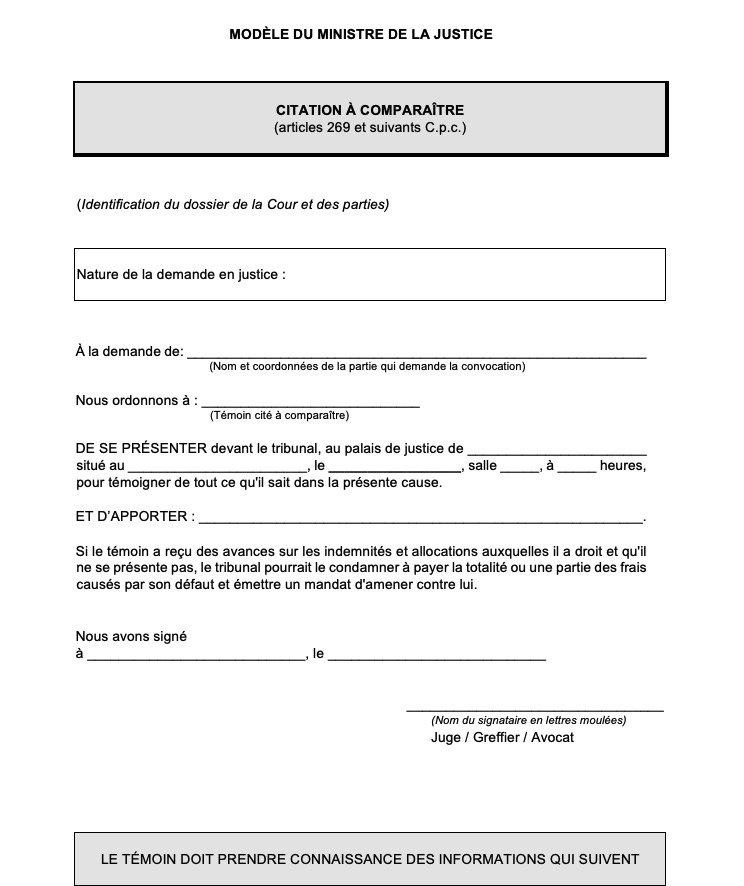 MODÈLE DU MINISTRE DE LA JUSTICE
CITATION À COMPARAÎTRE
(articles 269 et suivants C.p.c.)
(Identification du dossier de la Cour et des parties)
Nature de la demande en justice :
À la demande de: ___________________________________________________________
(Nom et coordonnées de la partie qui demande la convocation)
Nous ordonnons à : ____________________________
(Témoin cité à comparaître)
DE SE PRÉSENTER devant le tribunal, au palais de justice de _______________________
situé au _______________________, le _________________, salle _____, à _____ heures,
pour témoigner de tout ce qu'il sait dans la présente cause.
ET D'APPORTER : _________________________________________________________.
Si le témoin a reçu des avances sur les indemnités et allocations auxquelles il a droit et qu'il
ne se présente pas, le tribunal pourrait le condamner à payer la totalité ou une partie des frais
causés par son défaut et émettre un mandat d'amener contre lui.
Nous avons signé
à ____________________________, le ____________________________
_________________________________
(Nom du signataire en lettres moulées)
Juge / Greffier / Avocat
LE TÉMOIN DOIT PRENDRE CONNAISSANCE DES INFORMATIONS QUI SUIVENT